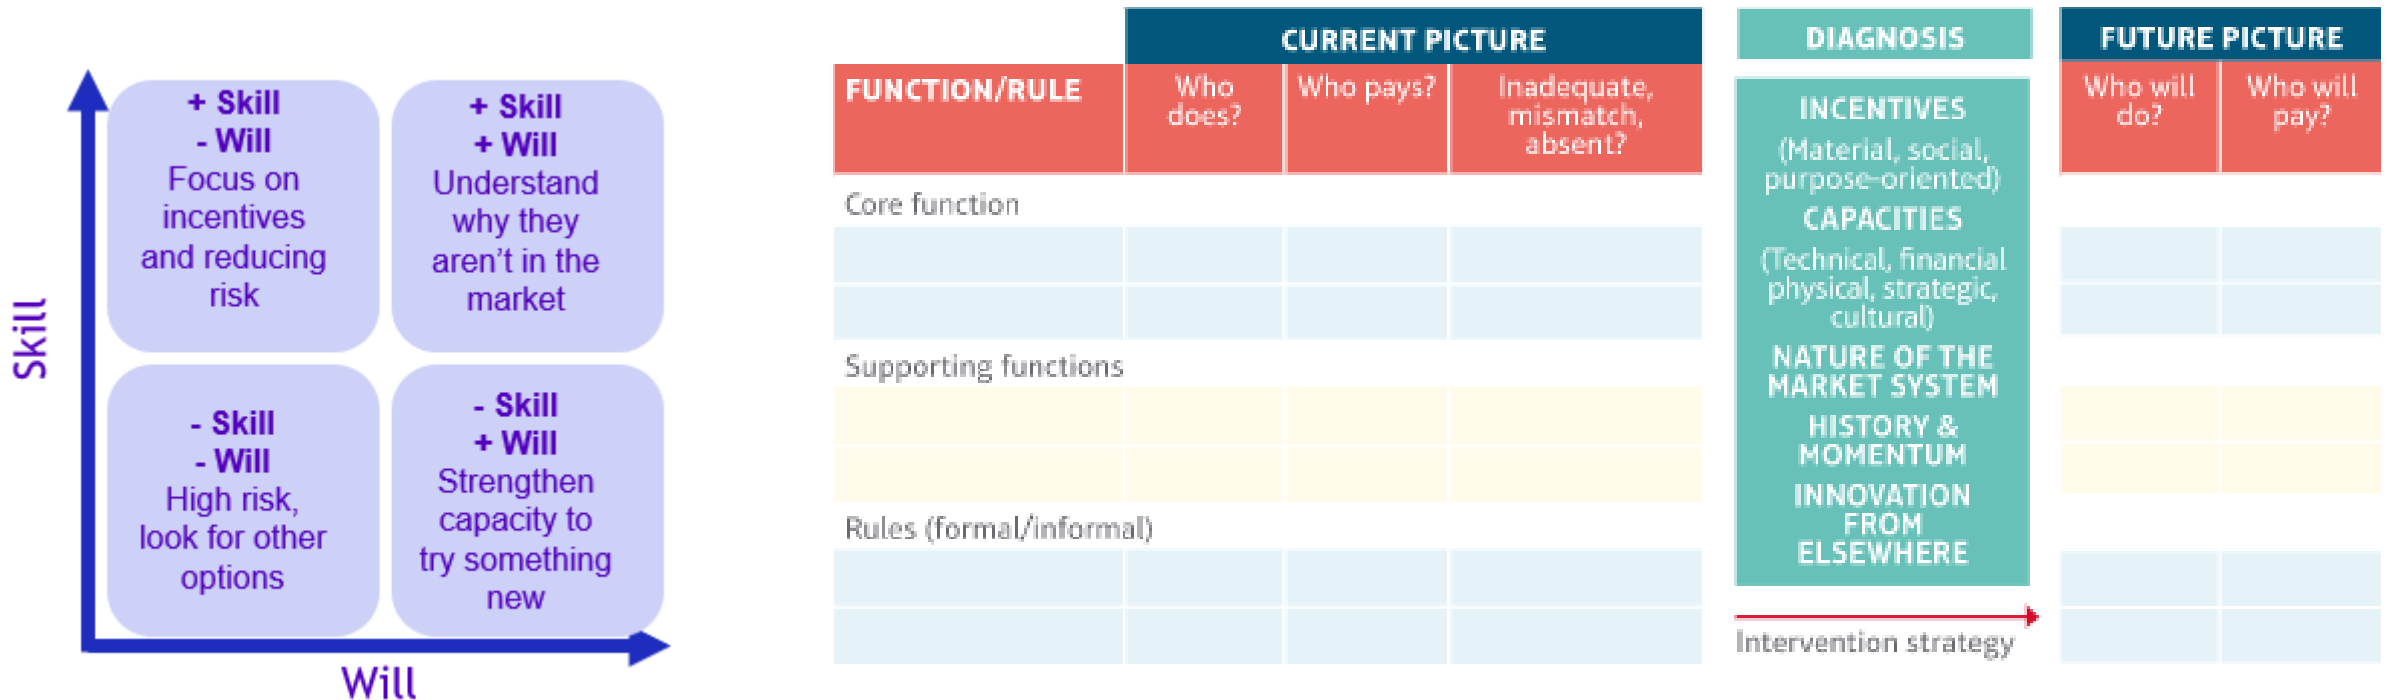 Skill
+ Skill
- Will
Focus on
incentives
and reducing
risk
+ Skill
+ Will
Understand
why they
aren't in the
market
- Skill
- Will
High risk,
look for other
options
- Skill
+ Will
Strengthen
capacity to
try something
new
Will
CURRENT PICTURE
FUNCTION/RULE
Who
does?
Who pays?
Inadequate,
mismatch,
absent?
Core function
Supporting functions
Rules (formal/informal)
DIAGNOSIS
INCENTIVES
(Material, social,
purpose-oriented)
CAPACITIES
(Technical, financial
physical, strategic,
cultural)
NATURE OF THE
MARKET SYSTEM
HISTORY &
MOMENTUM
INNOVATION
FROM
ELSEWHERE
Intervention strategy
FUTURE PICTURE
Who will
do?
Who will
pay?